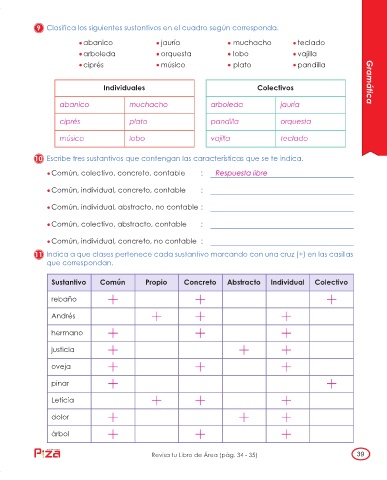 9 Clasifica los siguientes sustantivos en el cuadro según corresponda.
• abanico • jauría • muchacho • teclado
• arboleda • orquesta • lobo • vajilla
• ciprés • músico • plato • pandilla
Gramática
Individuales Colectivos
abanico muchacho arboleda jauría
ciprés plato pandilla orquesta
músico lobo vajilla teclado
10 Escribe tres sustantivos que contengan las características que se te indica.
• Común, colectivo, concreto, contable : Respuesta libre
• Común, individual, concreto, contable :
• Común, individual, abstracto, no contable :
• Común, colectivo, abstracto, contable :
• Común, individual, concreto, no contable :
11 Indica a que clases pertenece cada sustantivo marcando con una cruz (+) en las casillas
que correspondan.
Sustantivo Común Propio Concreto Abstracto Individual Colectivo
rebaño + + +
Andrés + + +
hermano + + +
justicia + + +
oveja + + +
pinar + +
Leticia + + +
dolor + + +
árbol + + +
Pizá
Revisa tu Libro de Área (pág. 34 - 35)
39